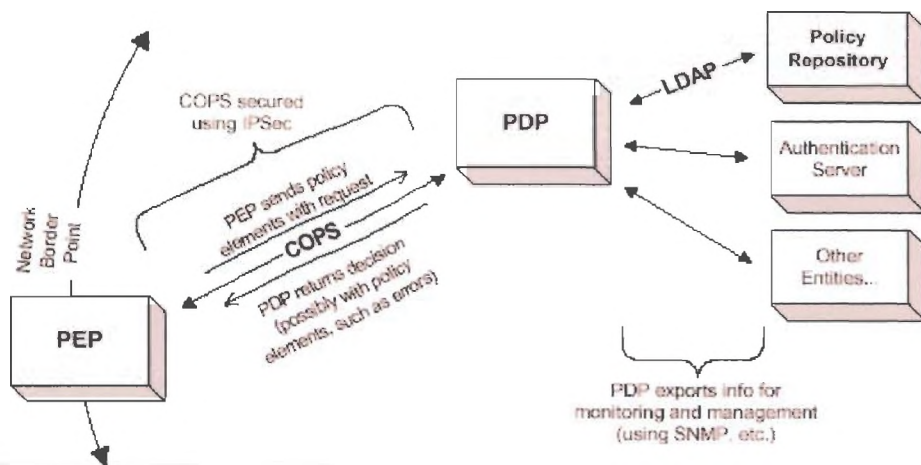 COPS secured
using IPSec
PDP
LDAP
Policy
Repository
Authentication
Server
Other
Entities...
Network
Border
Point
PEP sends policy
elements with request
COPS
PDP returns decision
(possibly with policy
elements, such as errors)
PEP
PDP exports info for
monitoring and management
(using SNMP, etc.)